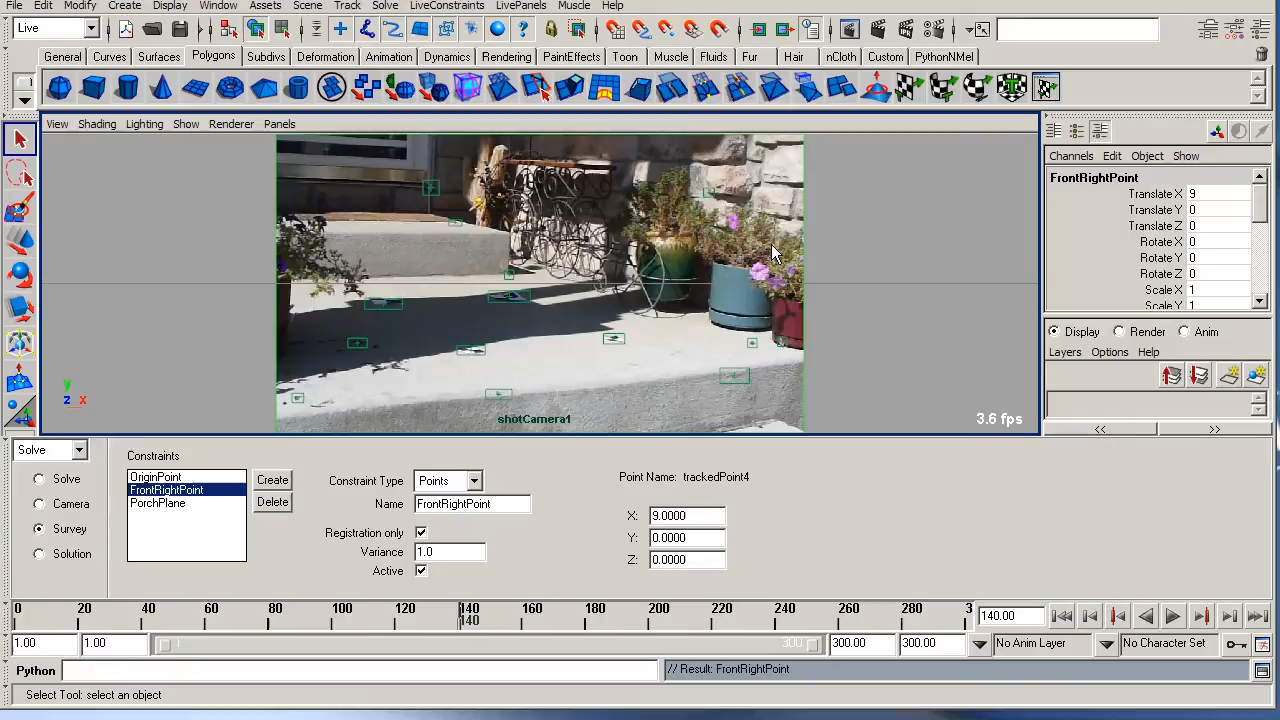 File Edit Modify Create Display Window Assets Scene Track Solve LiveConstraints LivePanels Muscle Help
Live
General Curves Surfaces Polygons Subdivs Deformation Animation Dynamics Rendering PaintEffects Toon Muscle Fluids Fur Hair nCloth Custom PythonNMel
View Shading Lighting Show Renderer Panels
Channels Edit Object Show
FrontRightPoint
Translate X 9
Translate Y 0
Translate Z 0
Rotate X 0
Rotate Y 0
Rotate Z 0
Scale X 1
Scale Y 1
Display Render Anim
Layers Options Help
y
z x
shotCamera1
3.6 fps
<< >>
Solve
Solve
Camera
Survey
Solution
Constraints
OriginPoint
FrontRightPoint
PorchPlane
Create
Delete
Constraint Type Points
Name FrontRightPoint
Registration only
Variance 1.0
Active
Point Name: trackedPoint4
X: 9.0000
Y: 0.0000
Z: 0.0000
0 20 40 60 80 100 120 140 160 180 200 220 240 260 280 3
140
140.00
1.00 1.00 1 300 300.00 300.00 No Anim Layer No Character Set
Python // Result: FrontRightPoint
Select Tool: select an object